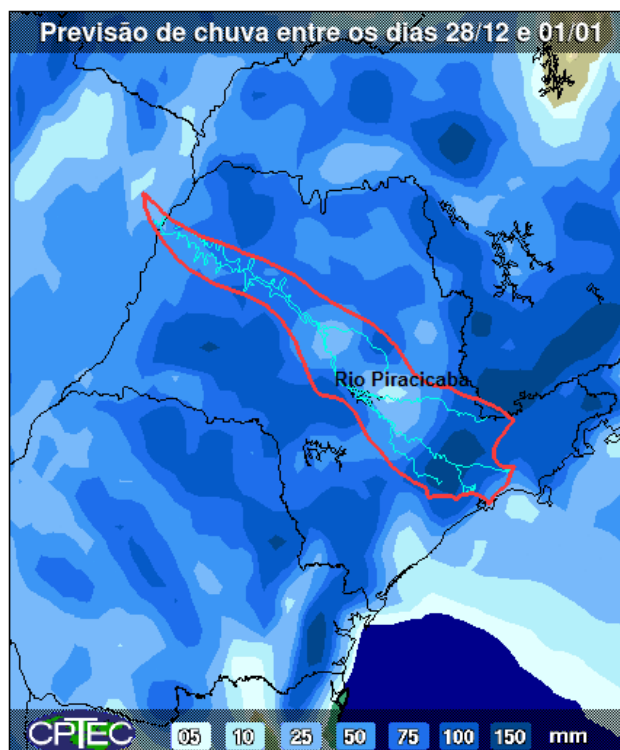 Previsão de chuva entre os dias 28/12 e 01/01
Rio Piracicaba
CPTEC 05 10 25 50 75 100 150 mm